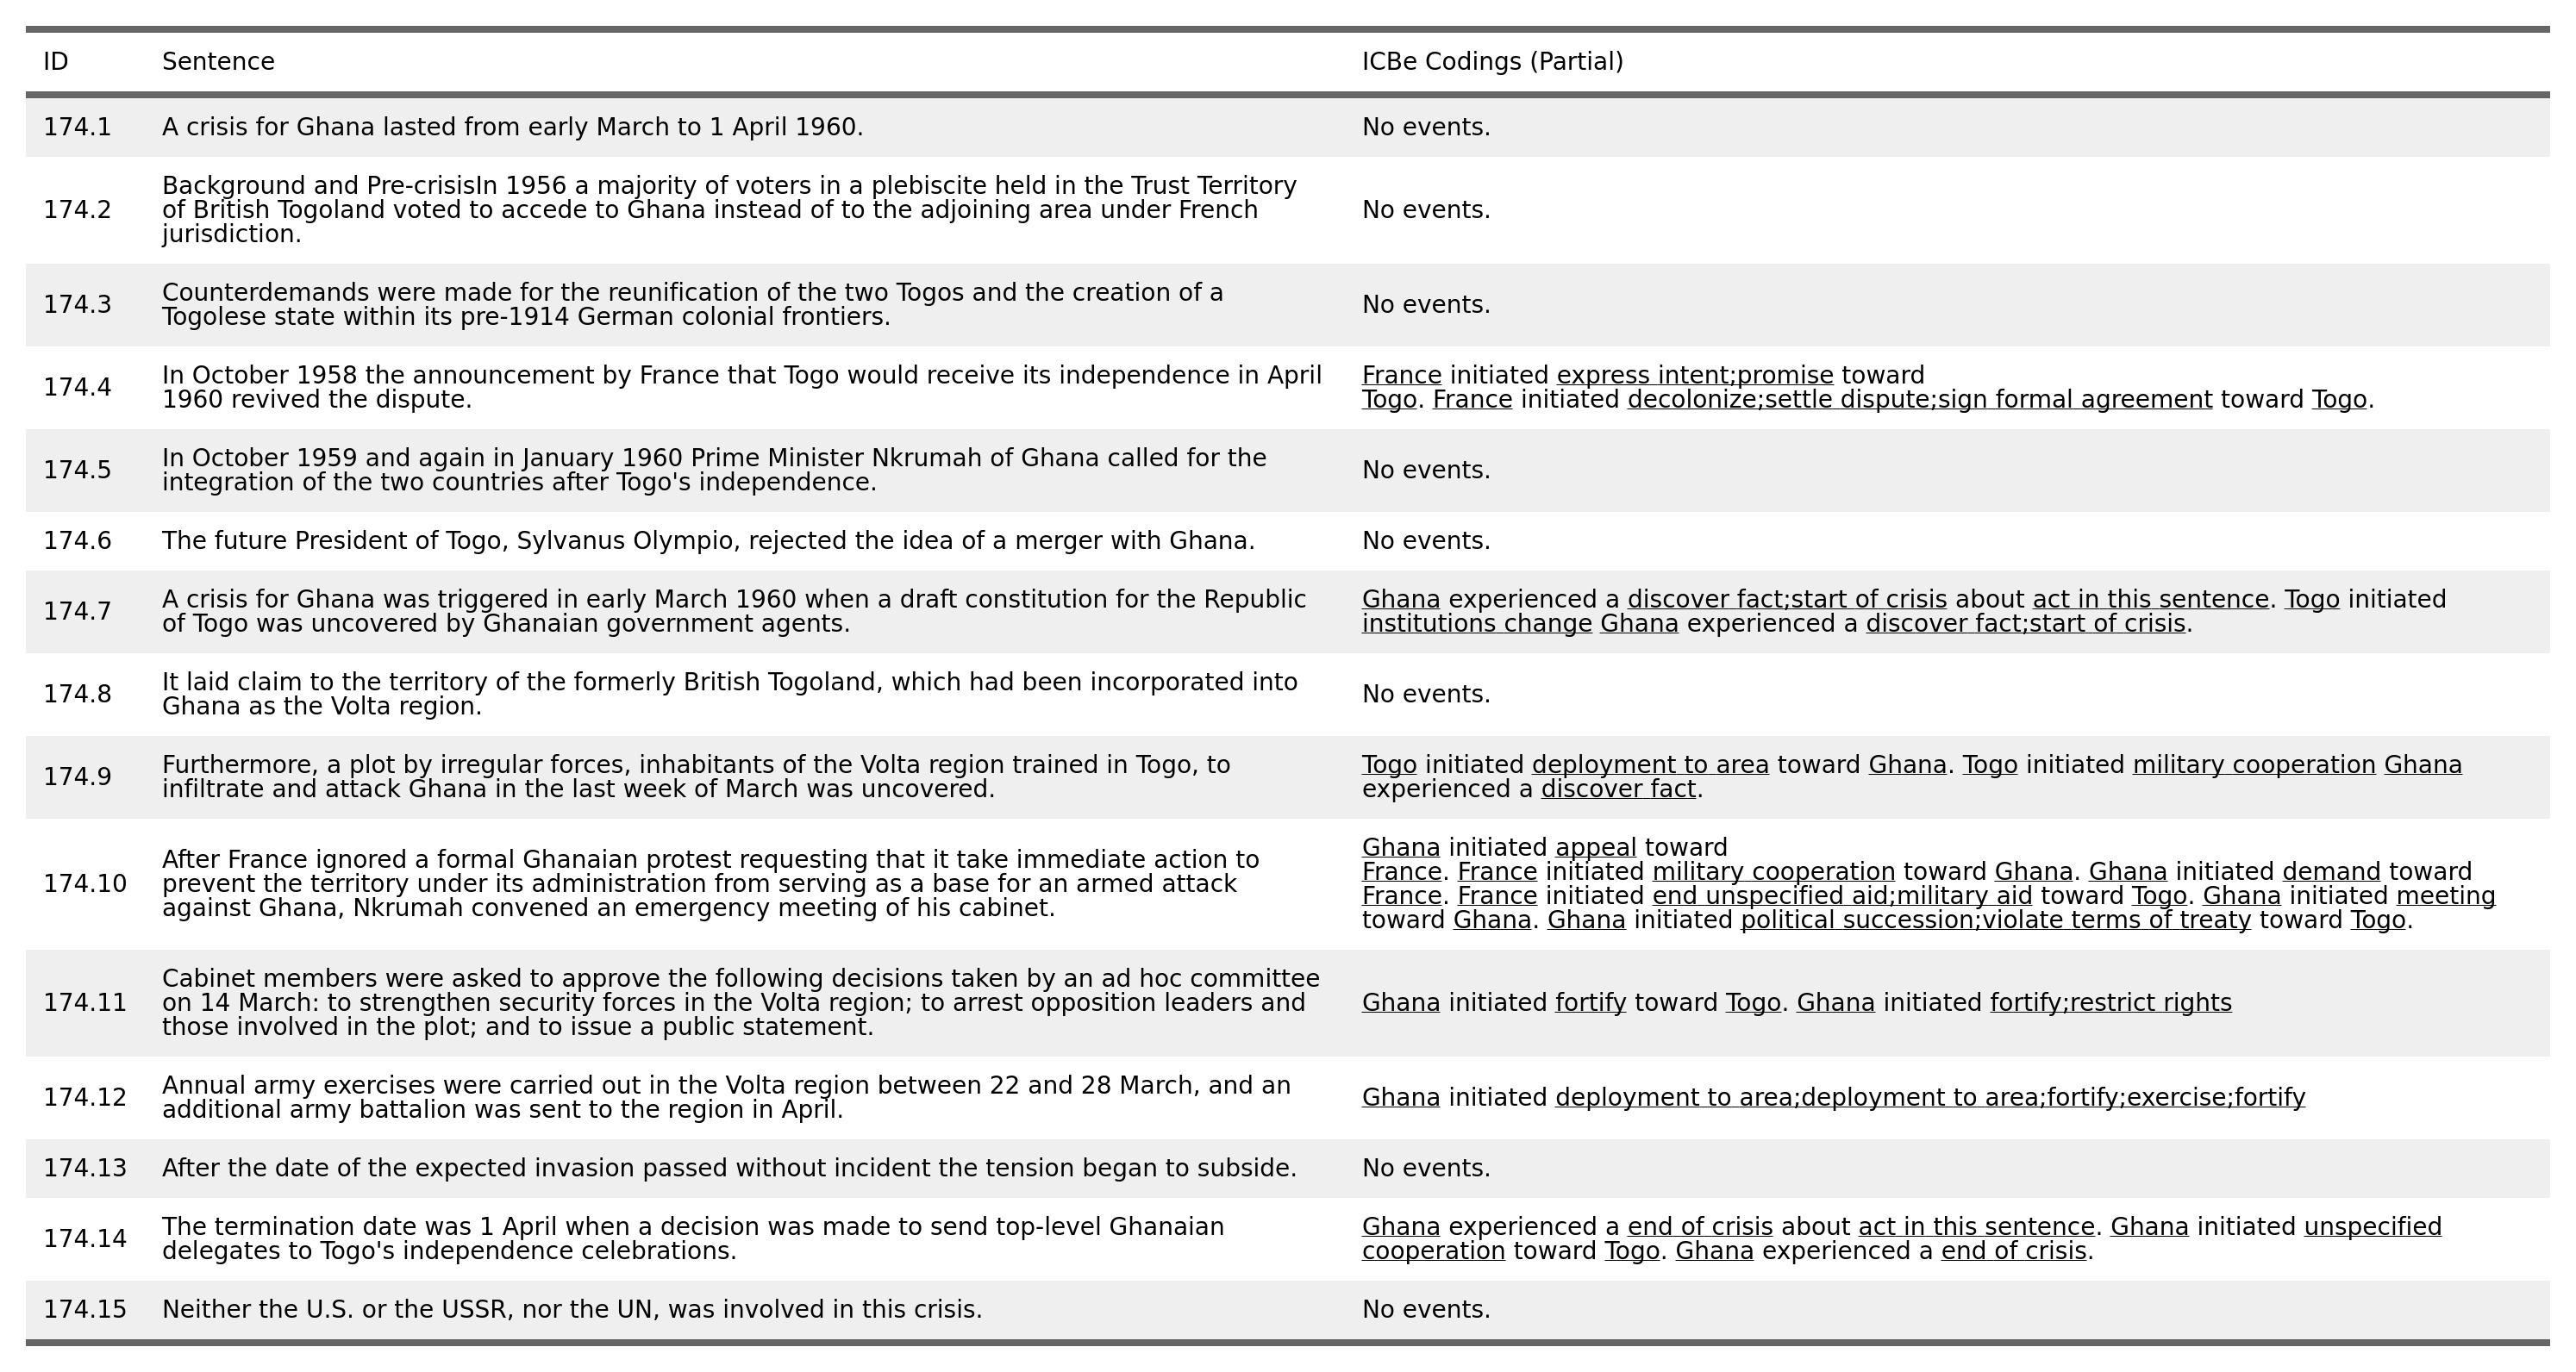 ID Sentence ICBe Codings (Partial)
174.1 A crisis for Ghana lasted from early March to 1 April 1960. No events.
174.2 Background and Pre-crisisIn 1956 a majority of voters in a plebiscite held in the Trust Territory
of British Togoland voted to accede to Ghana instead of to the adjoining area under French
jurisdiction.
No events.
174.3 Counterdemands were made for the reunification of the two Togos and the creation of a
Togolese state within its pre-1914 German colonial frontiers.
No events.
174.4 In October 1958 the announcement by France that Togo would receive its independence in April
1960 revived the dispute.
France initiated express intent;promise toward
Togo. France initiated decolonize;settle dispute;sign formal agreement toward Togo.
174.5 In October 1959 and again in January 1960 Prime Minister Nkrumah of Ghana called for the
integration of the two countries after Togo's independence.
No events.
174.6 The future President of Togo, Sylvanus Olympio, rejected the idea of a merger with Ghana. No events.
174.7 A crisis for Ghana was triggered in early March 1960 when a draft constitution for the Republic
of Togo was uncovered by Ghanaian government agents.
Ghana experienced a discover fact;start of crisis about act in this sentence. Togo initiated
institutions change Ghana experienced a discover fact;start of crisis.
174.8 It laid claim to the territory of the formerly British Togoland, which had been incorporated into
Ghana as the Volta region.
No events.
174.9 Furthermore, a plot by irregular forces, inhabitants of the Volta region trained in Togo, to
infiltrate and attack Ghana in the last week of March was uncovered.
Togo initiated deployment to area toward Ghana. Togo initiated military cooperation Ghana
experienced a discover fact.
174.10 After France ignored a formal Ghanaian protest requesting that it take immediate action to
prevent the territory under its administration from serving as a base for an armed attack
against Ghana, Nkrumah convened an emergency meeting of his cabinet.
Ghana initiated appeal toward
France. France initiated military cooperation toward Ghana. Ghana initiated demand toward
France. France initiated end unspecified aid;military aid toward Togo. Ghana initiated meeting
toward Ghana. Ghana initiated political succession;violate terms of treaty toward Togo.
174.11 Cabinet members were asked to approve the following decisions taken by an ad hoc committee
on 14 March: to strengthen security forces in the Volta region; to arrest opposition leaders and
those involved in the plot; and to issue a public statement.
Ghana initiated fortify toward Togo. Ghana initiated fortify;restrict rights
174.12 Annual army exercises were carried out in the Volta region between 22 and 28 March, and an
additional army battalion was sent to the region in April.
Ghana initiated deployment to area;deployment to area;fortify;exercise;fortify
174.13 After the date of the expected invasion passed without incident the tension began to subside. No events.
174.14 The termination date was 1 April when a decision was made to send top-level Ghanaian
delegates to Togo's independence celebrations.
Ghana experienced a end of crisis about act in this sentence. Ghana initiated unspecified
cooperation toward Togo. Ghana experienced a end of crisis.
174.15 Neither the U.S. or the USSR, nor the UN, was involved in this crisis. No events.